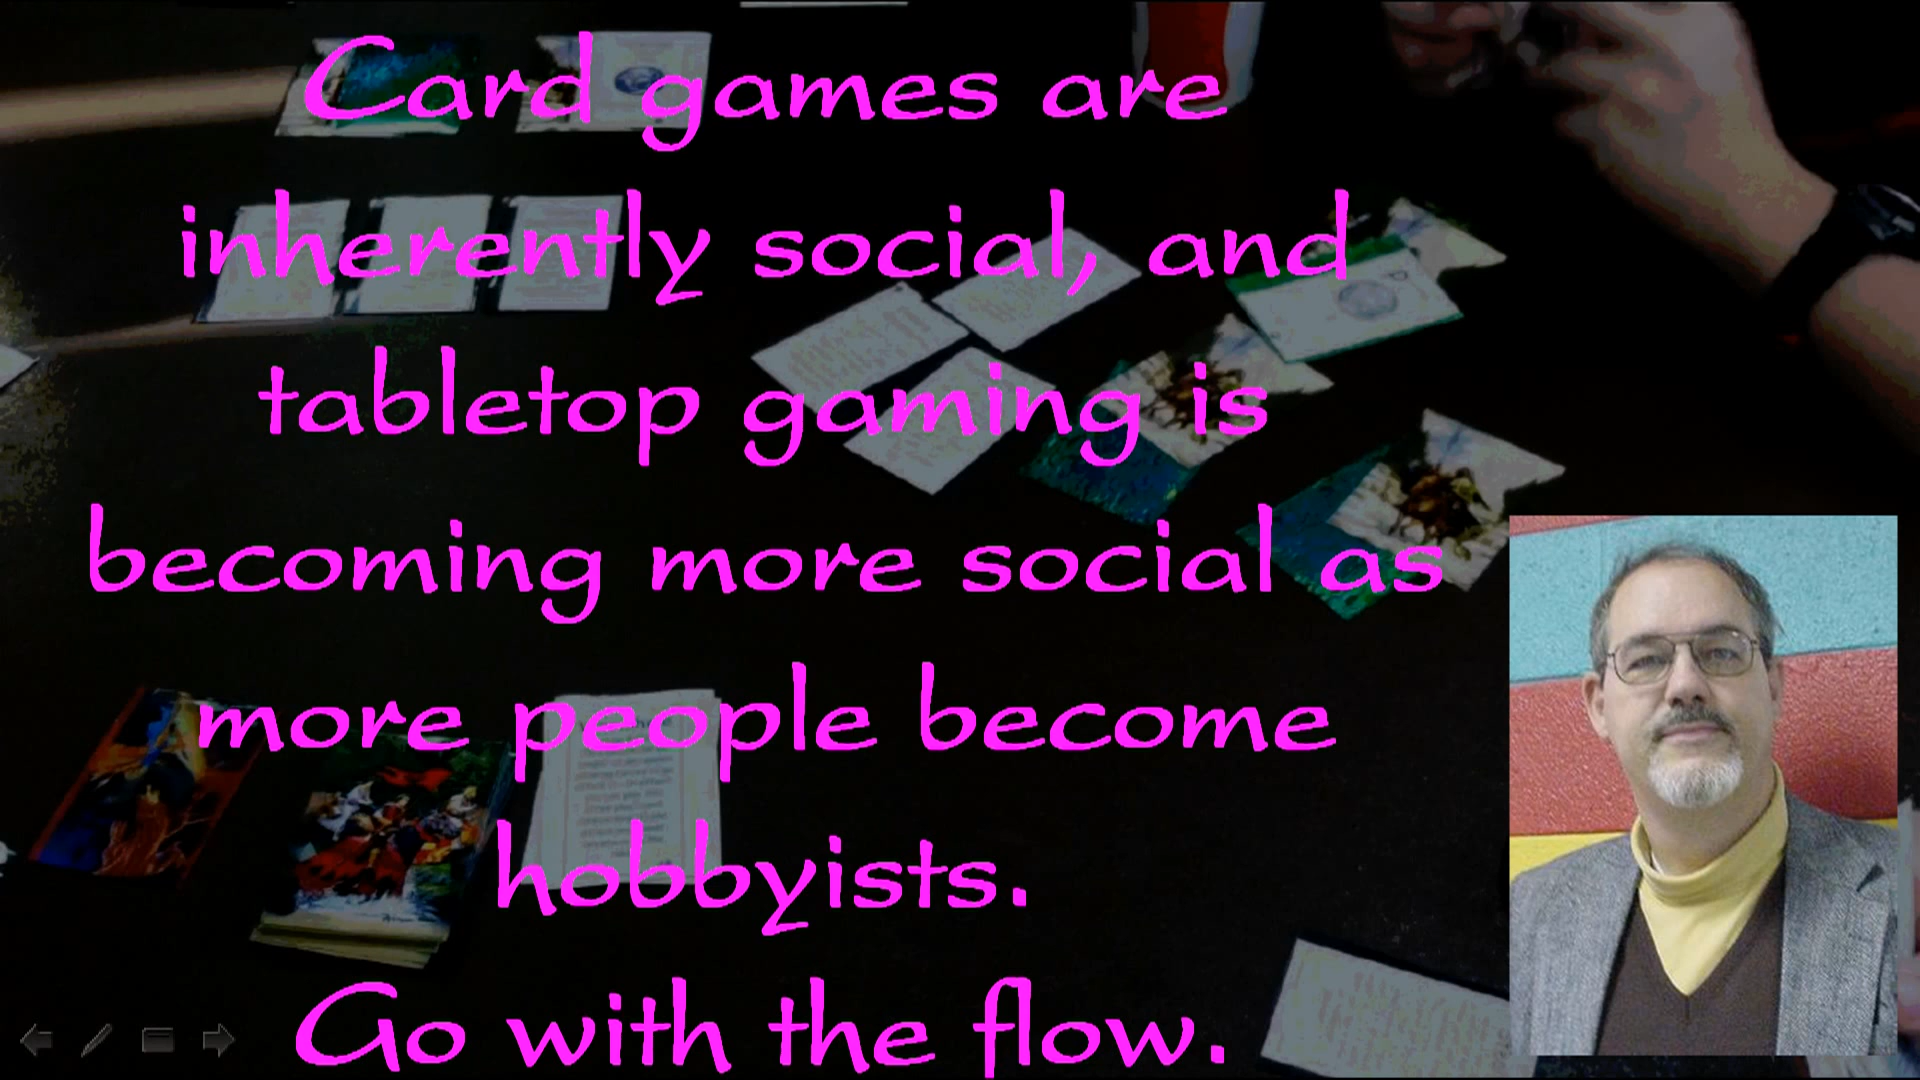 Card games are
inherently social, and
tabletop gaming is
becoming more social as
more people become
hobbyists.
Go with the flow.